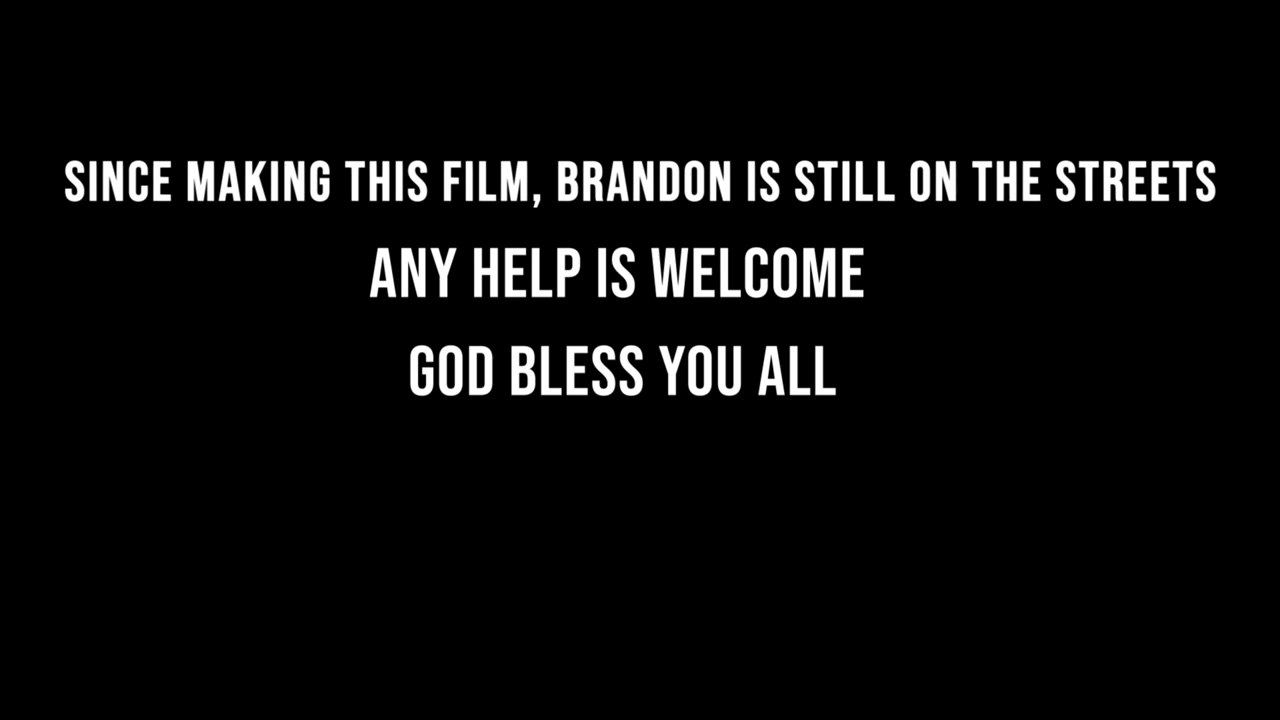 SINCE MAKING THIS FILM, BRANDON IS STILL ON THE STREETS
ANY HELP IS WELCOME
GOD BLESS YOU ALL